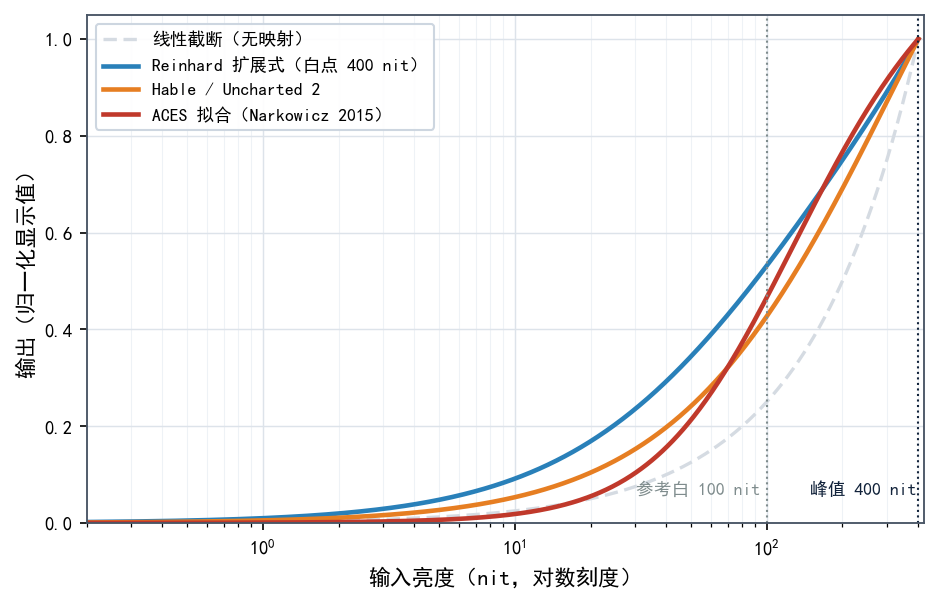 线性截断（无映射）
Reinhard 扩展式（白点 400 nit）
Hable / Uncharted 2
ACES 拟合（Narkowicz 2015）
1.0
0.8
0.6
0.4
0.2
0.0
输出（归一化显示值）
参考白 100 nit
峰值 400 nit
10⁰
10¹
10²
输入亮度（nit，对数刻度）